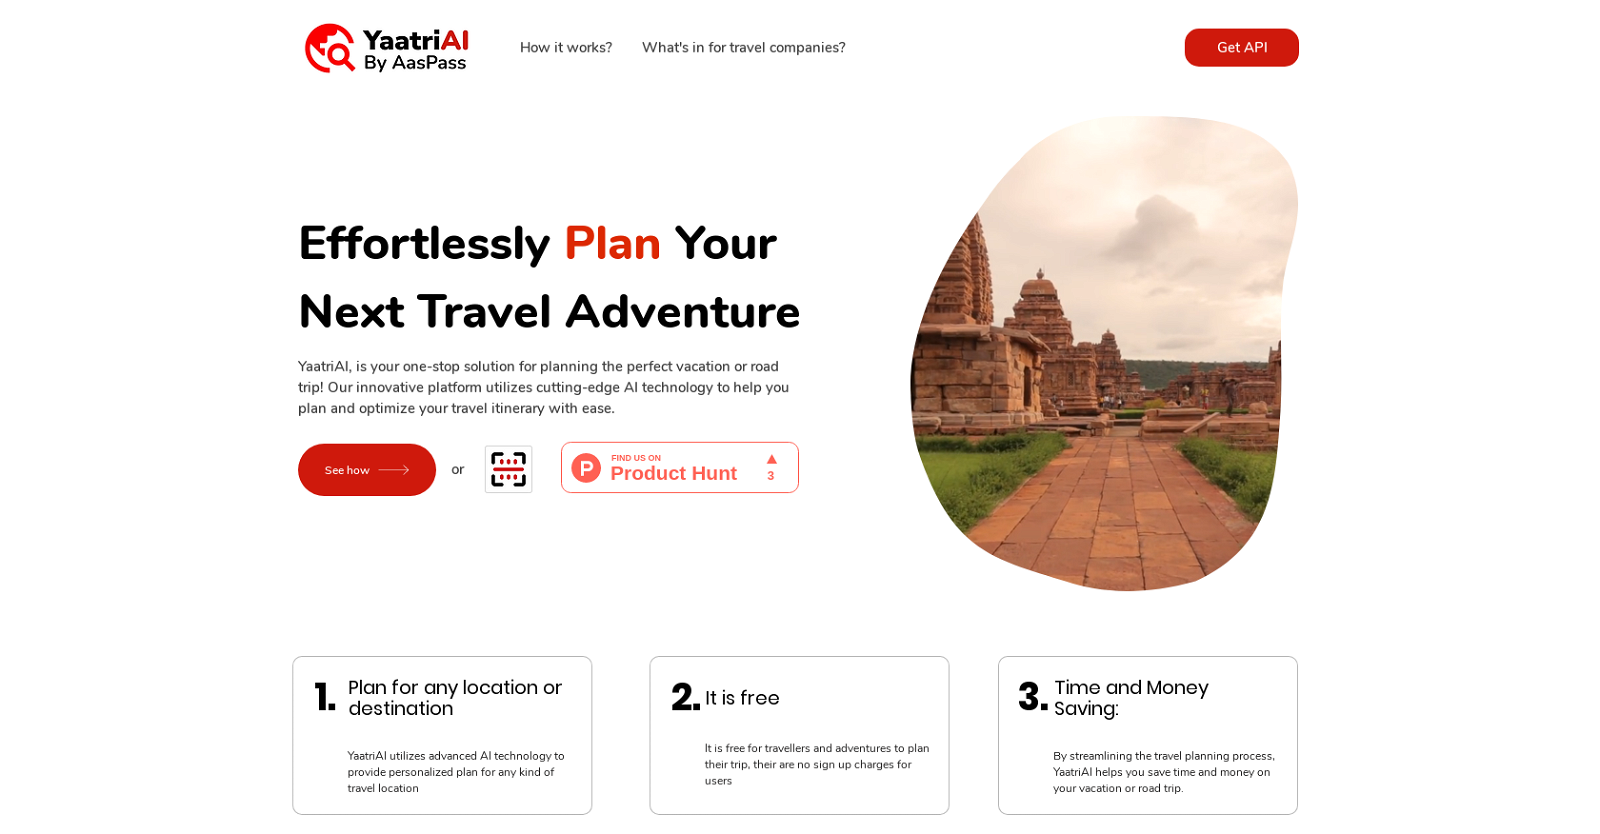 YaatriAI
By AasPass
How it works?
What's in for travel companies?
Get API
Effortlessly Plan Your
Next Travel Adventure
YaatriAI, is your one-stop solution for planning the perfect vacation or road
trip! Our innovative platform utilizes cutting-edge AI technology to help you
plan and optimize your travel itinerary with ease.
See how
or
P
FIND US ON
Product Hunt
3
1.
Plan for any location or
destination
YaatriAI utilizes advanced AI technology to
provide personalized plan for any kind of
travel location
2.
It is free
It is free for travellers and adventures to plan
their trip, their are no sign up charges for
users
3.
Time and Money
Saving:
By streamlining the travel planning process,
YaatriAI helps you save time and money on
your vacation or road trip.